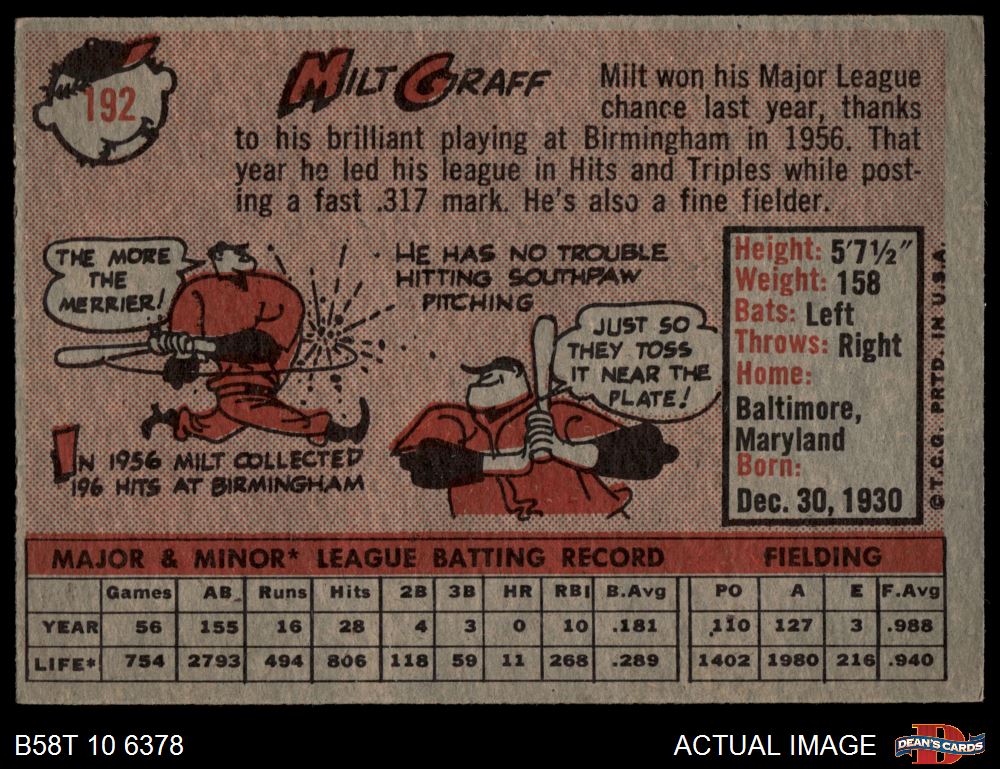 192
MILT GRAFF
Milt won his Major League
chance last year, thanks
to his brilliant playing at Birmingham in 1956. That
year he led his league in Hits and Triples while post-
ing a fast .317 mark. He's also a fine fielder.
THE MORE
THE
MERRIER!
IN 1956 MILT COLLECTED
196 HITS AT BIRMINGHAM
HE HAS NO TROUBLE
HITTING SOUTHPAW
PITCHING
JUST SO
THEY TOSS
IT NEAR THE
PLATE!
Height: 5'7½"
Weight: 158
Bats: Left
Throws: Right
Home:
Baltimore,
Maryland
Born:
Dec. 30, 1930
© T.C.G. PRTD. IN U.S.A.
MAJOR & MINOR* LEAGUE BATTING RECORD FIELDING
Games AB Runs Hits 2B 3B HR RBI B.Avg PO A E F.Avg
YEAR 56 155 16 28 4 3 0 10 .181 110 127 3 .988
LIFE* 754 2793 494 806 118 59 11 268 .289 1402 1980 216 .940
B58T 10 6378
ACTUAL IMAGE
D
DEAN'S CARDS